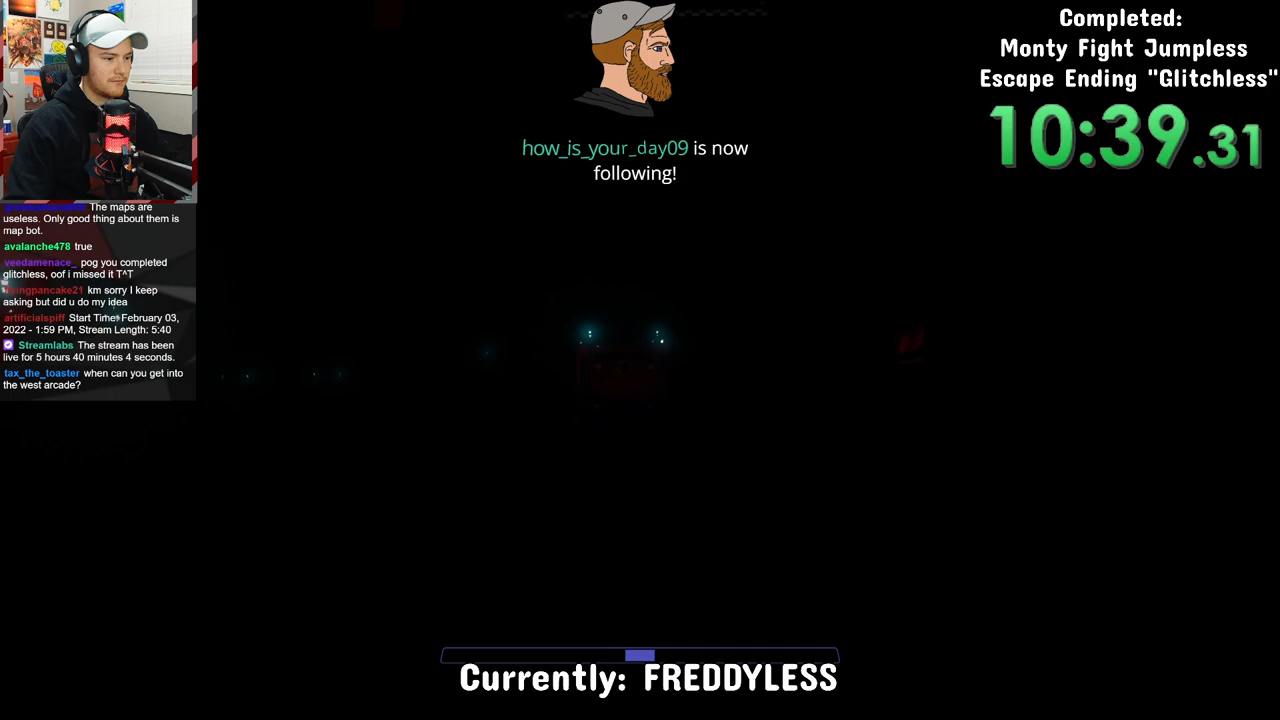 Completed:
Monty Fight Jumpless
Escape Ending "Glitchless"
10:39.31
how_is_your_day09 is now
following!
The maps are
useless. Only good thing about them is
map bot.
avalanche478 true
veedamenace_ pog you completed
glitchless, oof i missed it T^T
km sorry I keep
asking but did u do my idea
artificialspiff Start Time: February 03,
2022 - 1:59 PM, Stream Length: 5:40
Streamlabs The stream has been
live for 5 hours 40 minutes 4 seconds.
tax_the_toaster when can you get into
the west arcade?
Currently: FREDDYLESS